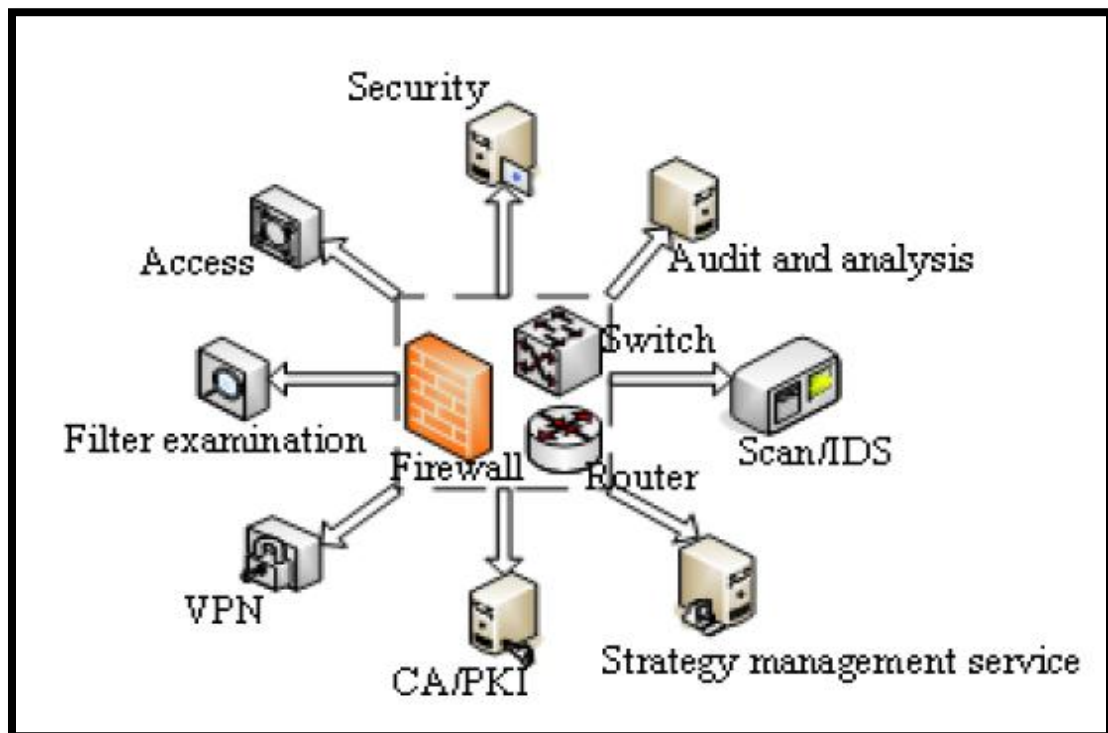 Security
Access
Audit and analysis
Switch
Filter examination
Firewall
Router
Scan/IDS
VPN
CA/PKI
Strategy management service